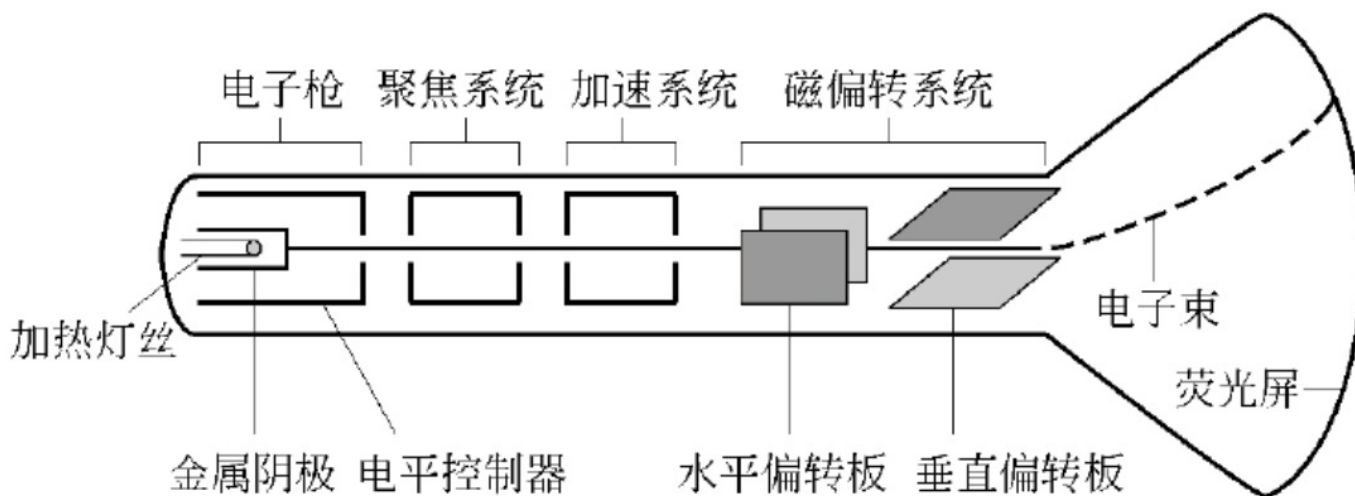 电子枪 聚焦系统 加速系统 磁偏转系统
电子束
加热灯丝
荧光屏
金属阴极 电平控制器 水平偏转板 垂直偏转板